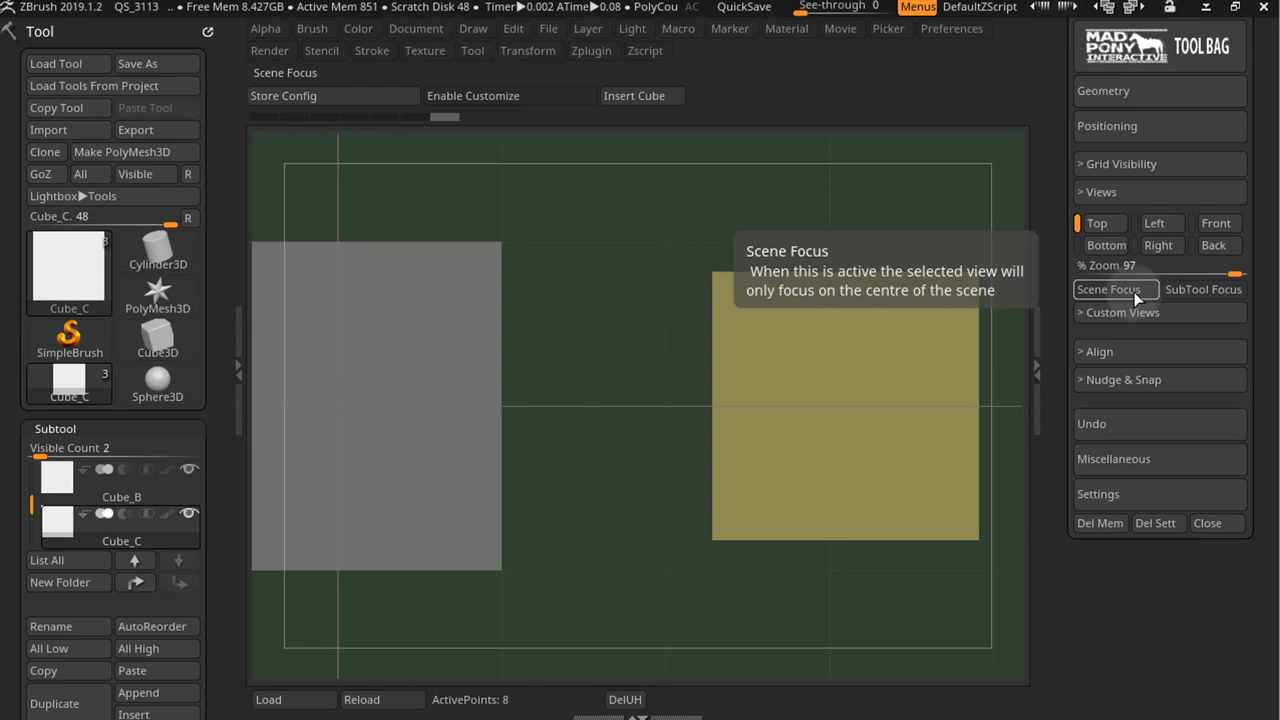 ZBrush 2019.1.2 QS_3113 .. • Free Mem 8.427GB • Active Mem 851 • Scratch Disk 48 • Timer▶0.002 ATime▶0.08 • PolyCou AC QuickSave See-through 0 Menus DefaultZScript
Tool
Load Tool Save As
Load Tools From Project
Copy Tool Paste Tool
Import Export
Clone Make PolyMesh3D
GoZ All Visible R
Lightbox▶Tools
Cube_C. 48 R
3
Cube_C
Cylinder3D
PolyMesh3D
SimpleBrush Cube3D
3
Cube_C Sphere3D
Subtool
Visible Count 2
Cube_B
Cube_C
List All
New Folder
Rename AutoReorder
All Low All High
Copy Paste
Duplicate
Append
Insert
Alpha Brush Color Document Draw Edit File Layer Light Macro Marker Material Movie Picker Preferences
Render Stencil Stroke Texture Tool Transform Zplugin Zscript
Scene Focus
Store Config Enable Customize Insert Cube
Scene Focus
When this is active the selected view will
only focus on the centre of the scene
Load Reload ActivePoints: 8 DelUH
MAD
PONY
INTERACTIVE
TOOL BAG
Geometry
Positioning
> Grid Visibility
> Views
Top Left Front
Bottom Right Back
% Zoom 97
Scene Focus SubTool Focus
> Custom Views
> Align
> Nudge & Snap
Undo
Miscellaneous
Settings
Del Mem Del Sett Close